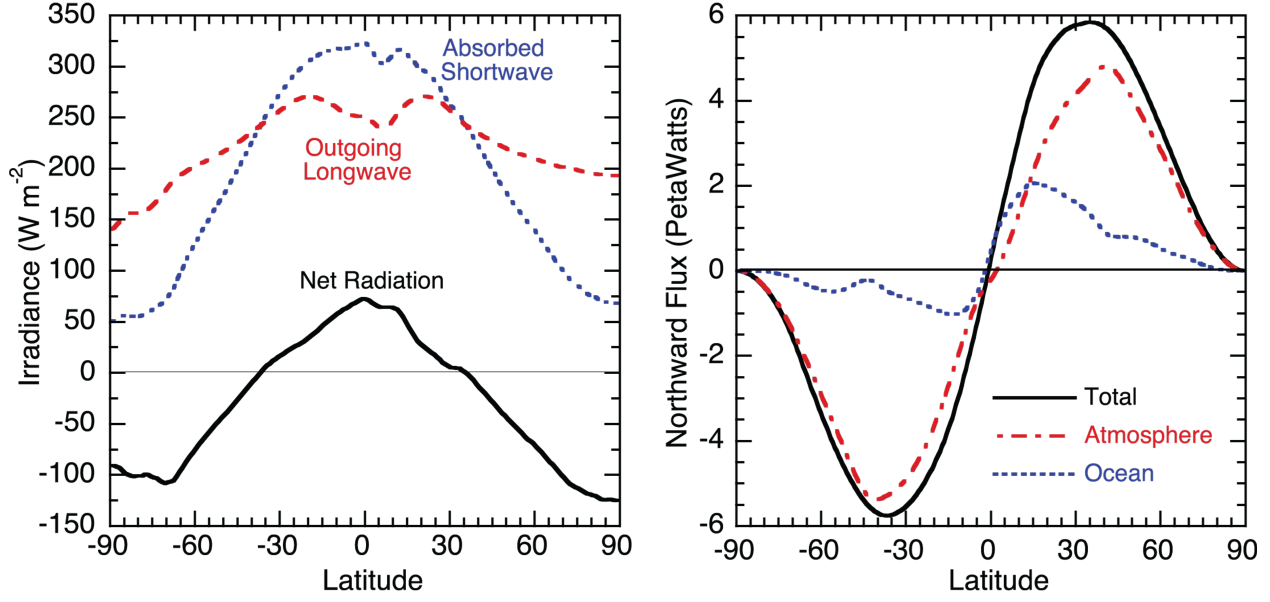 350
300
250
200
150
100
50
0
-50
-100
-150
Irradiance (W m-2)
Absorbed
Shortwave
Outgoing
Longwave
Net Radiation
-90 -60 -30 0 30 60 90
Latitude
6
4
2
0
-2
-4
-6
Northward Flux (PetaWatts)
Total
Atmosphere
Ocean
-90 -60 -30 0 30 60 90
Latitude